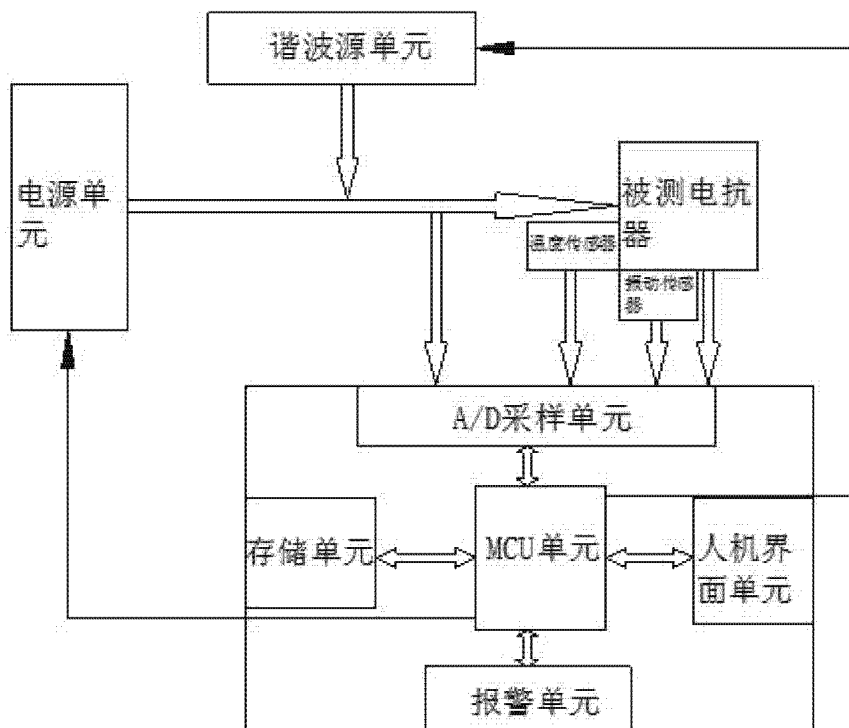 谐波源单元
电源单
元
被测电抗
器
温度传感器
振动传感
器
A/D采样单元
存储单元
MCU单元
人机界
面单元
报警单元